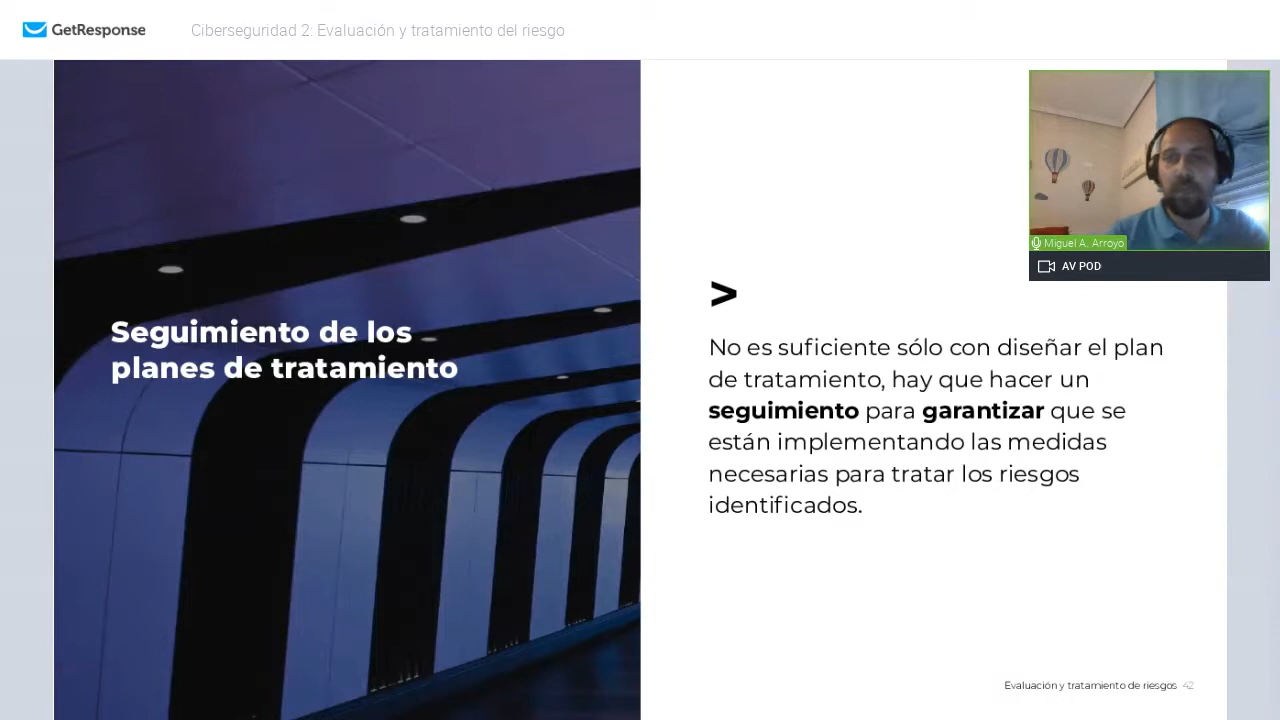 GetResponse
Ciberseguridad 2: Evaluación y tratamiento del riesgo
Miguel A. Arroyo
AV POD
Seguimiento de los
planes de tratamiento
>
No es suficiente sólo con diseñar el plan
de tratamiento, hay que hacer un
seguimiento para garantizar que se
están implementando las medidas
necesarias para tratar los riesgos
identificados.
Evaluación y tratamiento de riesgos 42